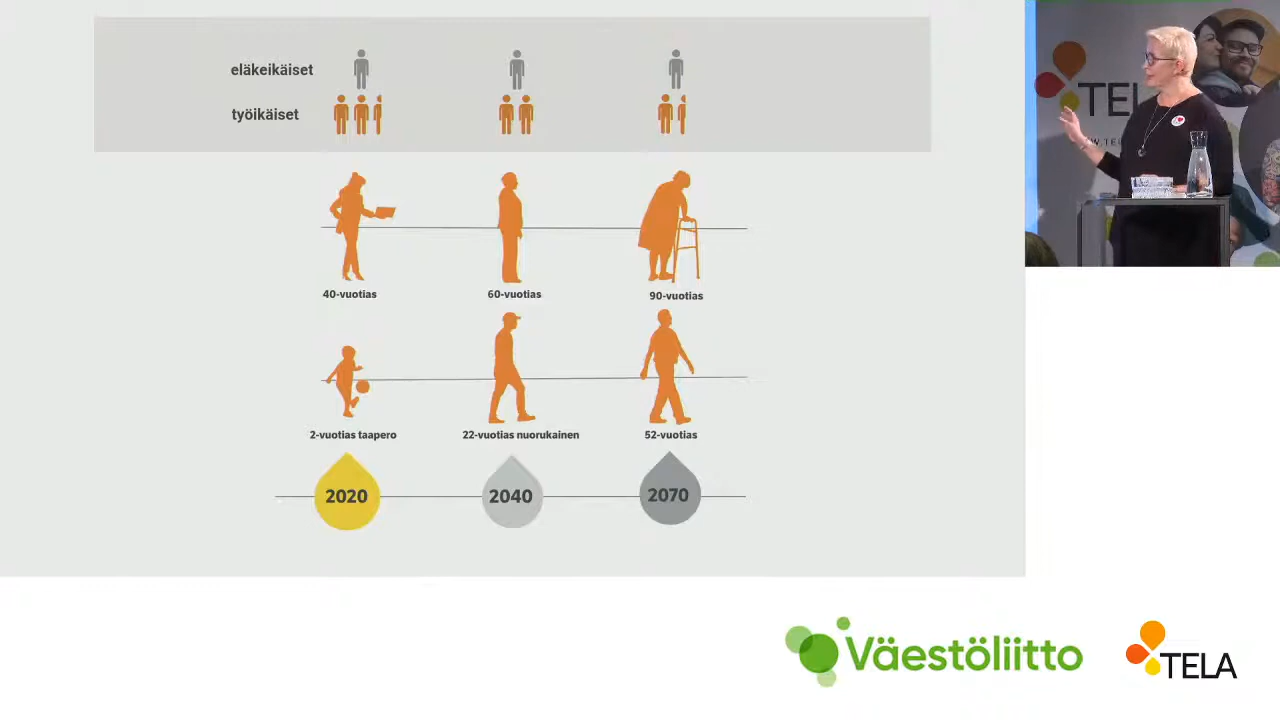 eläkeikäiset
työikäiset
40-vuotias
60-vuotias
90-vuotias
2-vuotias taapero
22-vuotias nuorukainen
52-vuotias
2020
2040
2070
TEL
Väestöliitto
TELA